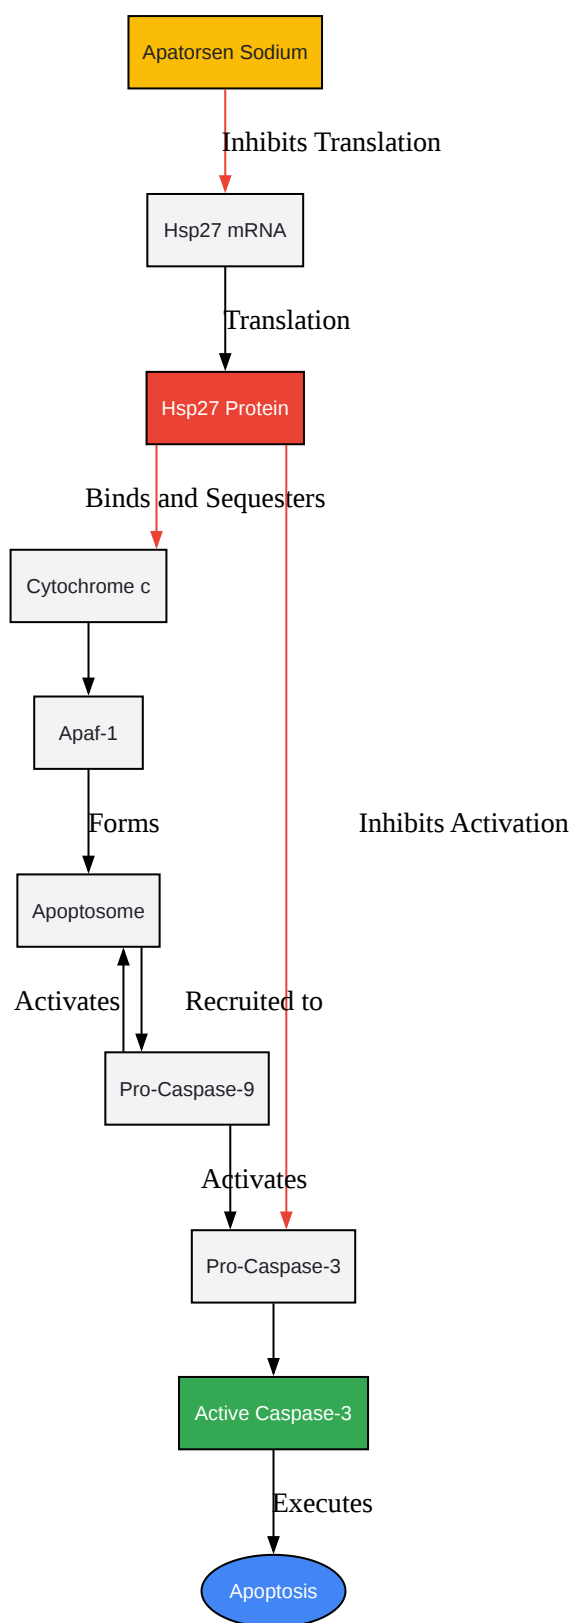 Apatorsen Sodium
Inhibits Translation
Hsp27 mRNA
Translation
Hsp27 Protein
Binds and Sequesters
Cytochrome c
Apaf-1
Forms
Inhibits Activation
Apoptosome
Activates
Recruited to
Pro-Caspase-9
Activates
Pro-Caspase-3
Active Caspase-3
Executes
Apoptosis